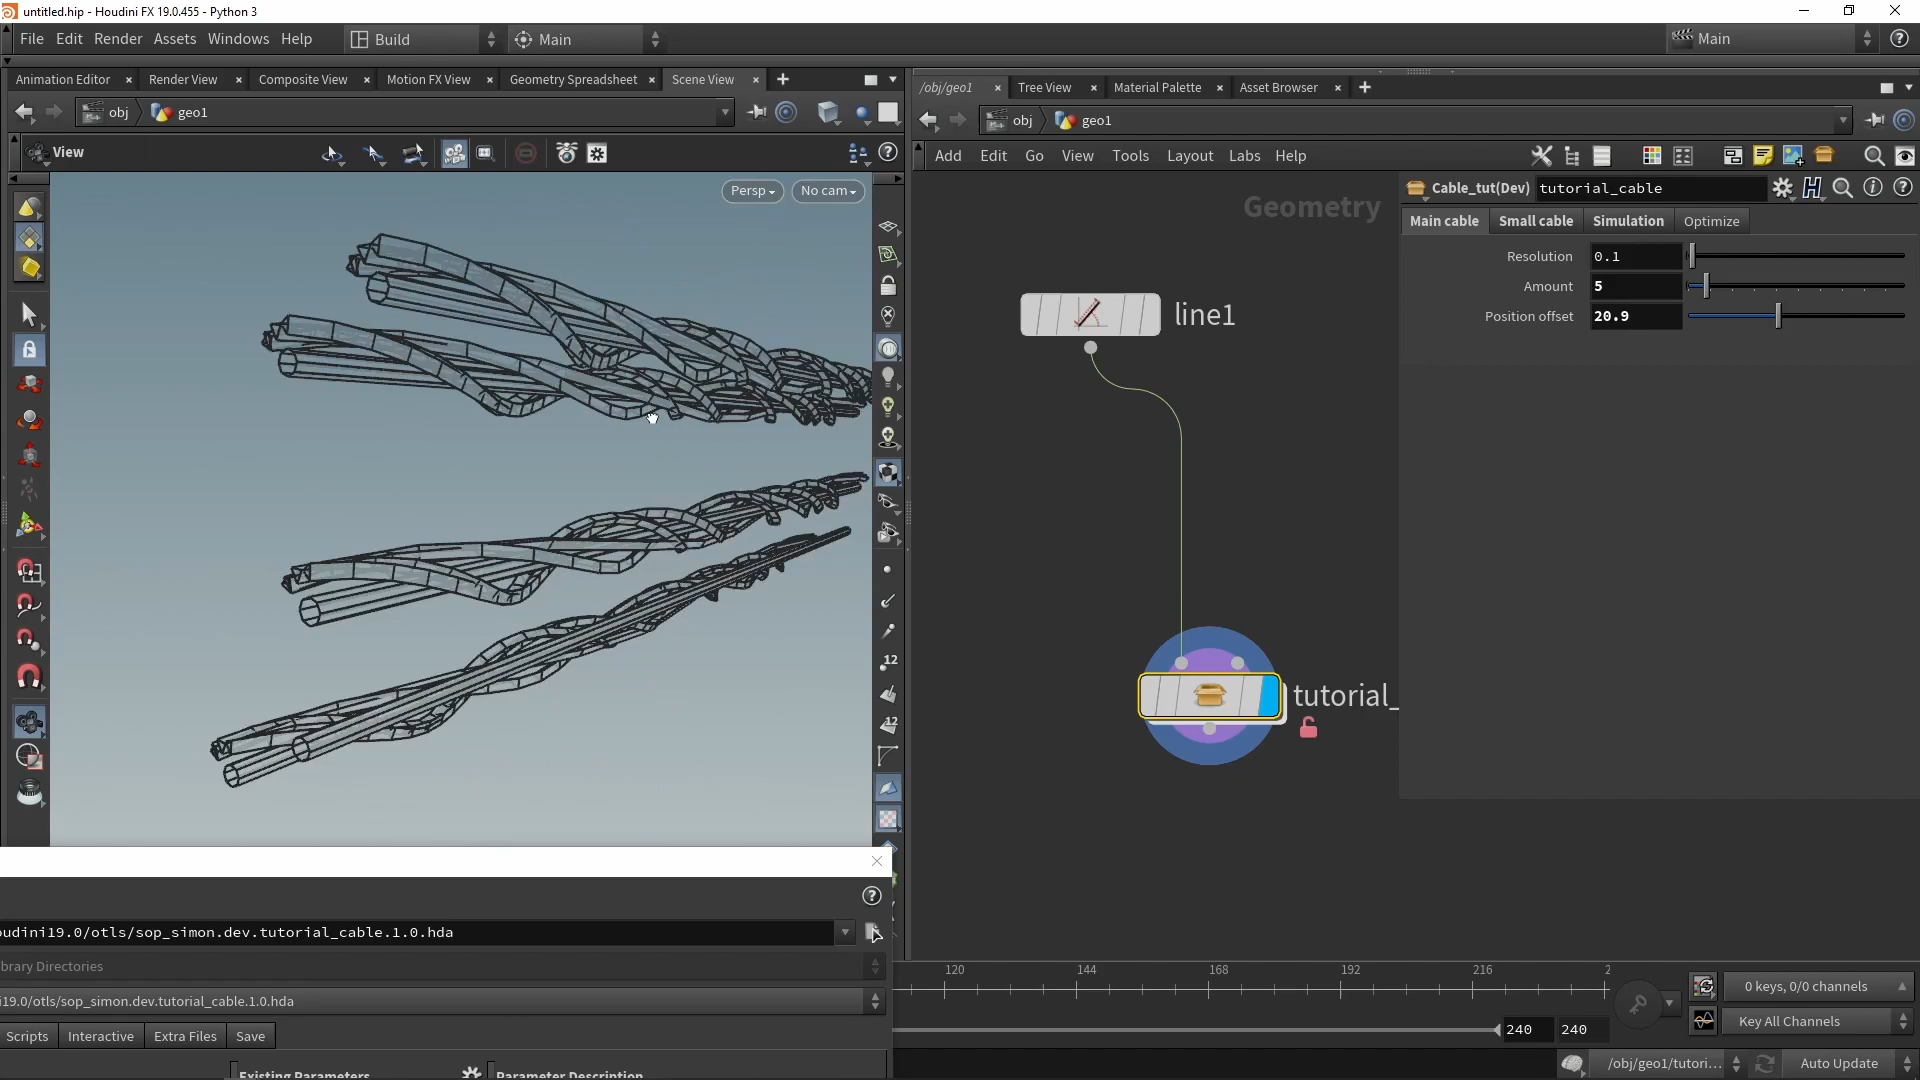 untitled.hip - Houdini FX 19.0.455 - Python 3
File Edit Render Assets Windows Help
Build
Main
Main
Animation Editor
Render View
Composite View
Motion FX View
Geometry Spreadsheet
Scene View
/obj/geo1
Tree View
Material Palette
Asset Browser
obj
geo1
obj
geo1
View
Add Edit Go View Tools Layout Labs Help
Persp
No cam
Geometry
Cable_tut(Dev)
tutorial_cable
Main cable
Small cable
Simulation
Optimize
Resolution 0.1
Amount 5
Position offset 20.9
line1
tutorial_
12
12
oudini19.0/otls/sop_simon.dev.tutorial_cable.1.0.hda
brary Directories
i19.0/otls/sop_simon.dev.tutorial_cable.1.0.hda
Scripts
Interactive
Extra Files
Save
Existing Parameters
Parameter Description
120 144 168 192 216 2
240
240
0 keys, 0/0 channels
Key All Channels
/obj/geo1/tutori...
Auto Update